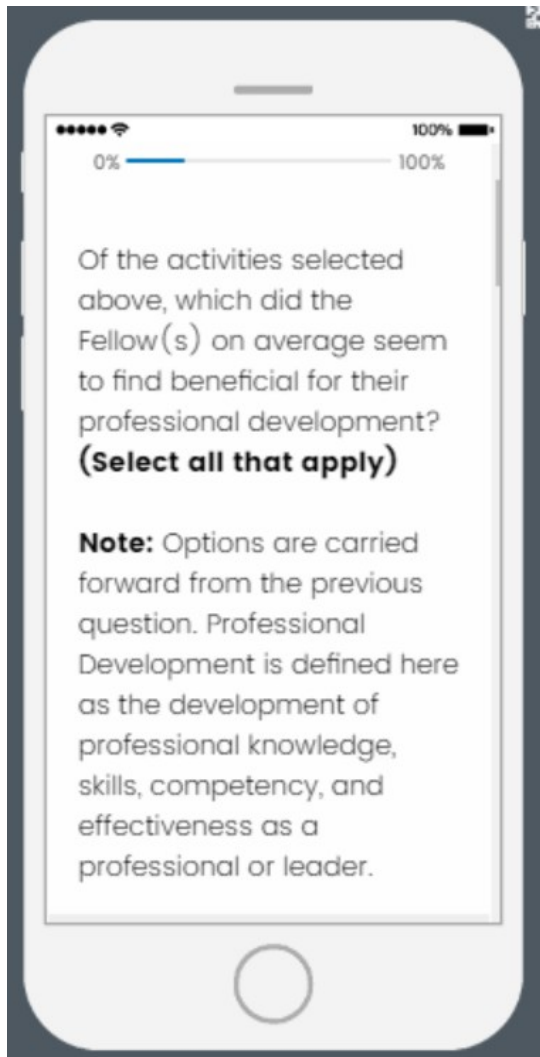 100%
0% 100%
Of the activities selected
above, which did the
Fellow(s) on average seem
to find beneficial for their
professional development?
(Select all that apply)
Note: Options are carried
forward from the previous
question. Professional
Development is defined here
as the development of
professional knowledge,
skills, competency, and
effectiveness as a
professional or leader.